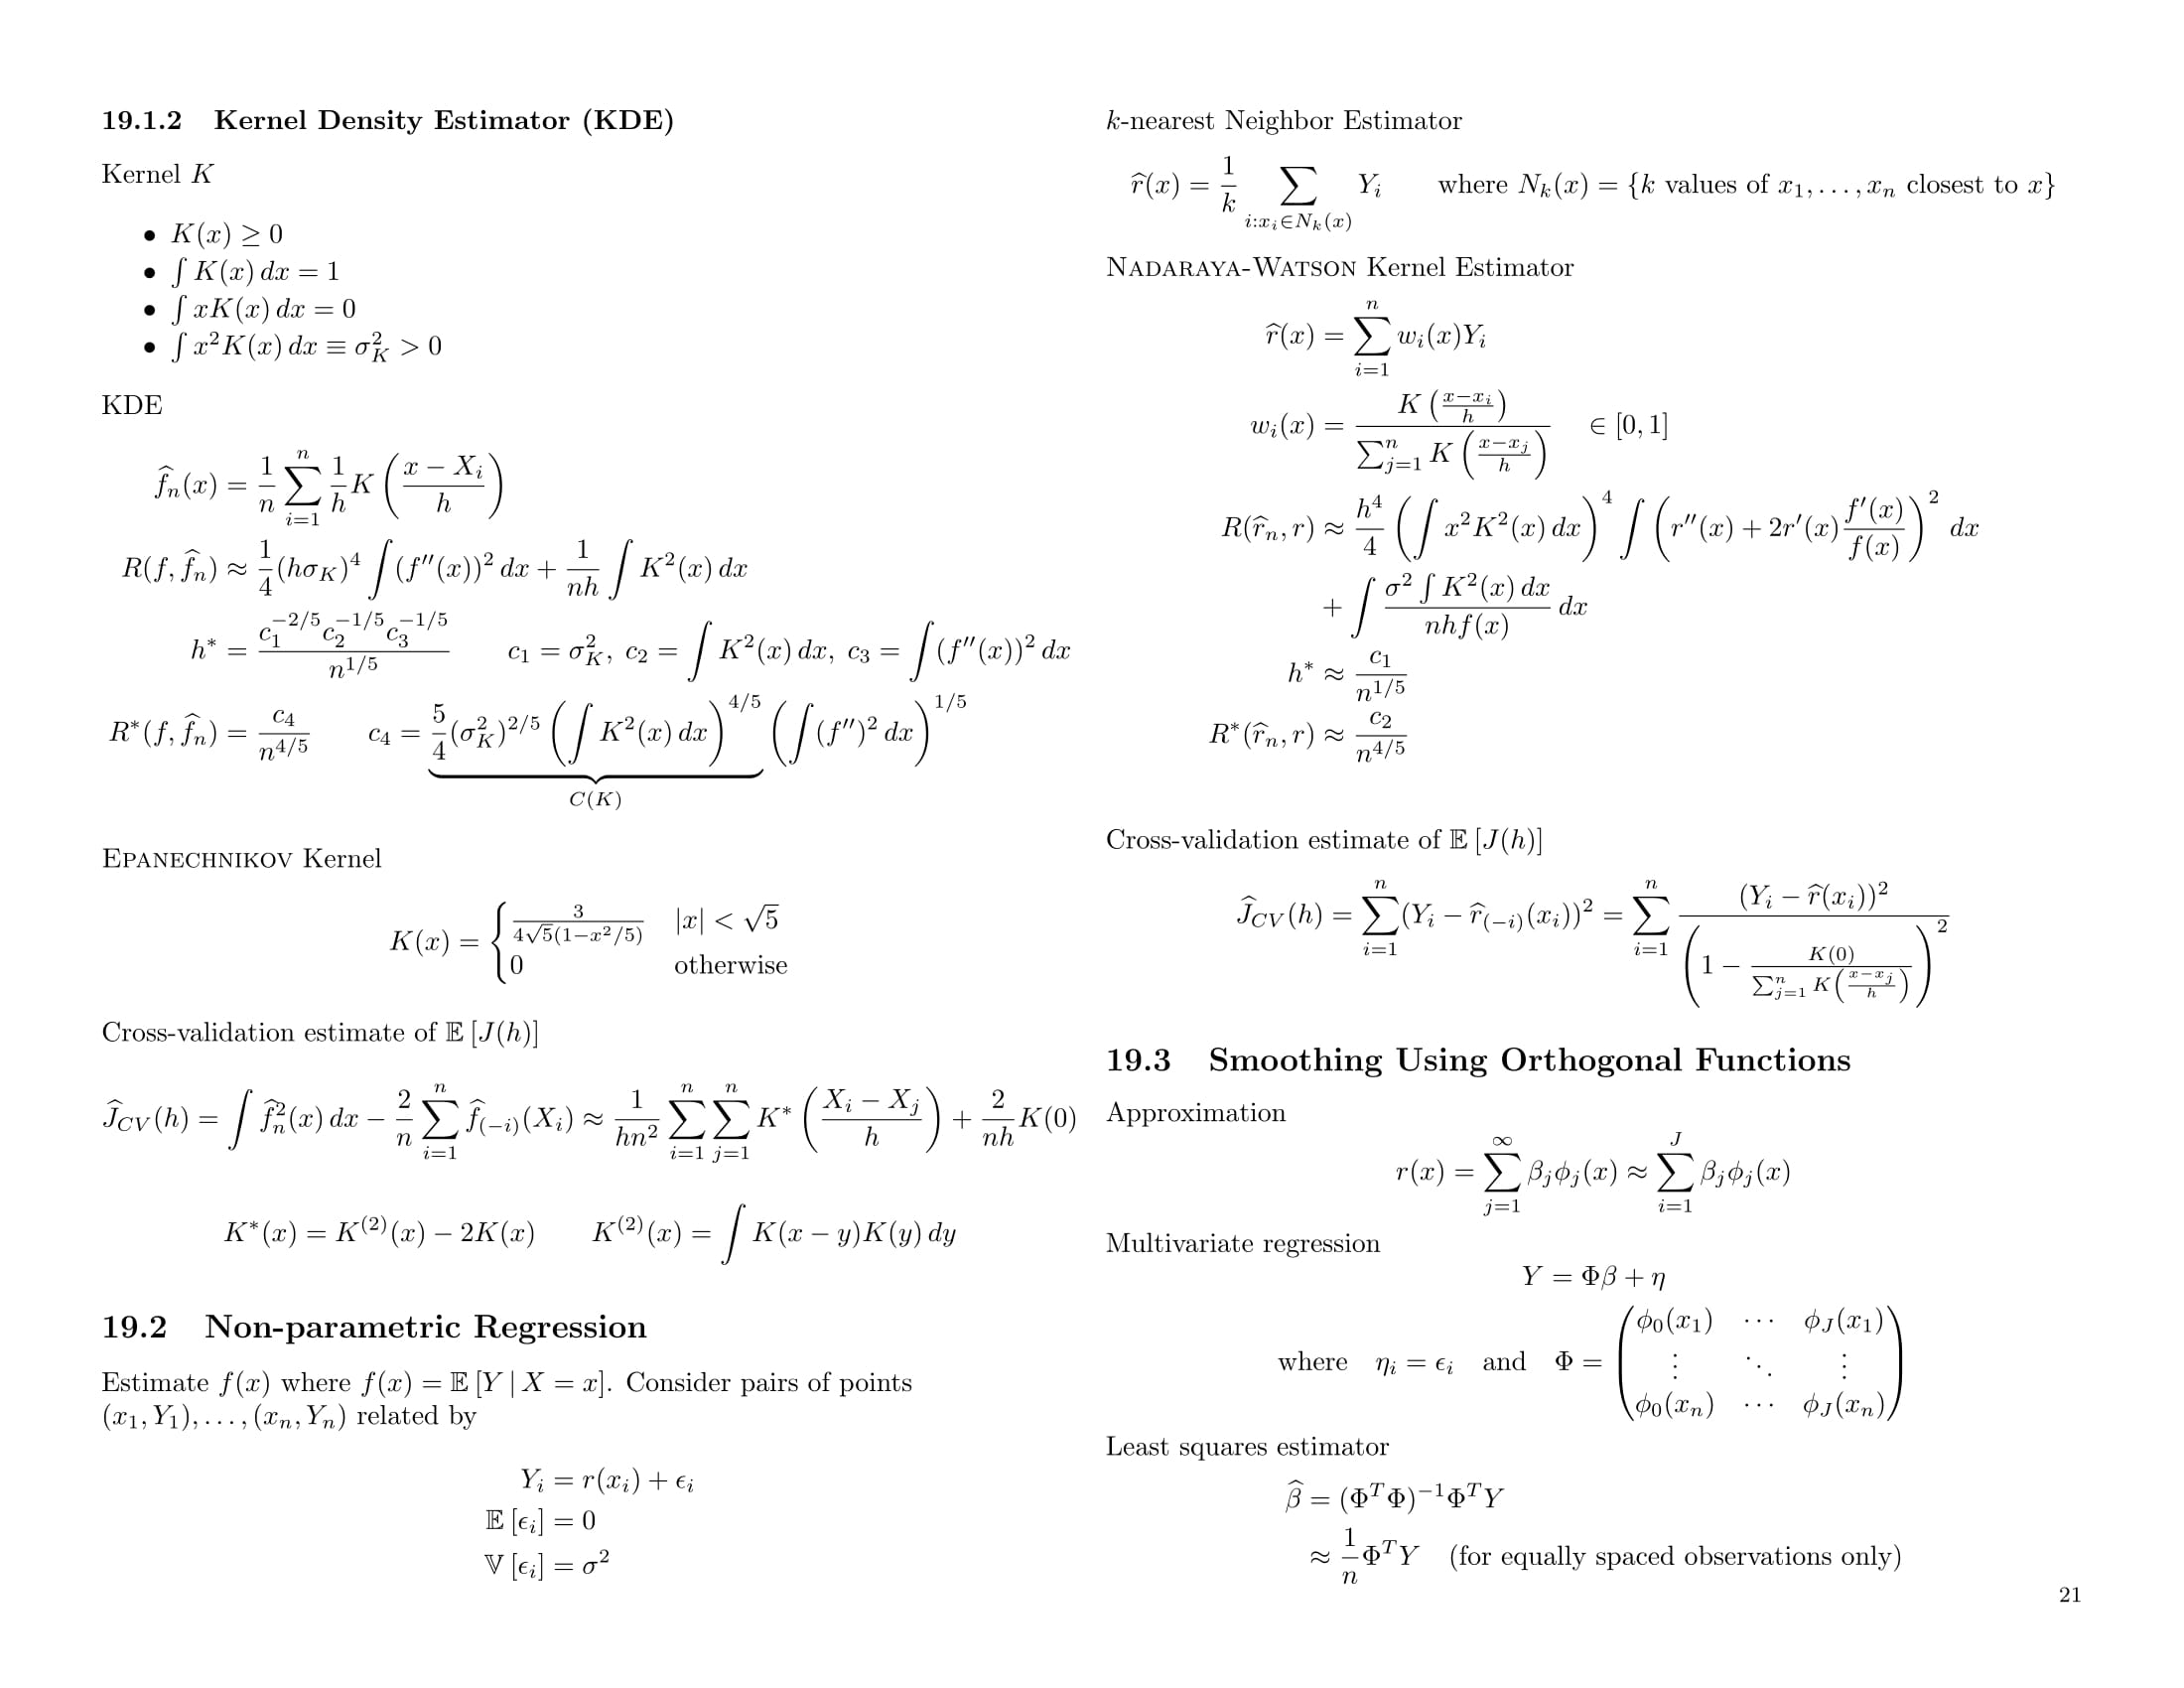 19.1.2 Kernel Density Estimator (KDE)
Kernel $K$
• $K(x) \geq 0$
• $\int K(x)\,dx = 1$
• $\int xK(x)\,dx = 0$
• $\int x^2K(x)\,dx \equiv \sigma_K^2 > 0$
KDE
$\widehat{f}_n(x) = \frac{1}{n}\sum_{i=1}^{n}\frac{1}{h}K\left(\frac{x-X_i}{h}\right)$
$R(f,\widehat{f}_n) \approx \frac{1}{4}(h\sigma_K)^4\int(f''(x))^2\,dx + \frac{1}{nh}\int K^2(x)\,dx$
$h^* = \frac{c_1^{-2/5}c_2^{-1/5}c_3^{-1/5}}{n^{1/5}} \qquad c_1 = \sigma_K^2,\ c_2 = \int K^2(x)\,dx,\ c_3 = \int(f''(x))^2\,dx$
$R^*(f,\widehat{f}_n) = \frac{c_4}{n^{4/5}} \qquad c_4 = \underbrace{\frac{5}{4}(\sigma_K^2)^{2/5}\left(\int K^2(x)\,dx\right)^{4/5}}_{C(K)}\left(\int(f'')^2\,dx\right)^{1/5}$
EPANECHNIKOV Kernel
$K(x) = \begin{cases}\frac{3}{4\sqrt{5}(1-x^2/5)} & |x| < \sqrt{5}\\ 0 & \text{otherwise}\end{cases}$
Cross-validation estimate of $\mathbb{E}[J(h)]$
$\widehat{J}_{CV}(h) = \int\widehat{f}_n^2(x)\,dx - \frac{2}{n}\sum_{i=1}^{n}\widehat{f}_{(-i)}(X_i) \approx \frac{1}{hn^2}\sum_{i=1}^{n}\sum_{j=1}^{n}K^*\left(\frac{X_i-X_j}{h}\right) + \frac{2}{nh}K(0)$
$K^*(x) = K^{(2)}(x) - 2K(x) \qquad K^{(2)}(x) = \int K(x-y)K(y)\,dy$
19.2 Non-parametric Regression
Estimate $f(x)$ where $f(x) = \mathbb{E}[Y\,|\,X=x]$. Consider pairs of points
$(x_1,Y_1),\ldots,(x_n,Y_n)$ related by
$Y_i = r(x_i) + \epsilon_i$
$\mathbb{E}[\epsilon_i] = 0$
$\mathbb{V}[\epsilon_i] = \sigma^2$
$k$-nearest Neighbor Estimator
$\widehat{r}(x) = \frac{1}{k}\sum_{i:x_i\in N_k(x)}Y_i \qquad \text{where } N_k(x) = \{k \text{ values of } x_1,\ldots,x_n \text{ closest to } x\}$
NADARAYA-WATSON Kernel Estimator
$\widehat{r}(x) = \sum_{i=1}^{n}w_i(x)Y_i$
$w_i(x) = \frac{K\left(\frac{x-x_i}{h}\right)}{\sum_{j=1}^{n}K\left(\frac{x-x_j}{h}\right)} \quad \in [0,1]$
$R(\widehat{r}_n,r) \approx \frac{h^4}{4}\left(\int x^2K^2(x)\,dx\right)^4\int\left(r''(x) + 2r'(x)\frac{f'(x)}{f(x)}\right)^2\,dx$
$+ \int\frac{\sigma^2\int K^2(x)\,dx}{nhf(x)}\,dx$
$h^* \approx \frac{c_1}{n^{1/5}}$
$R^*(\widehat{r}_n,r) \approx \frac{c_2}{n^{4/5}}$
Cross-validation estimate of $\mathbb{E}[J(h)]$
$\widehat{J}_{CV}(h) = \sum_{i=1}^{n}(Y_i - \widehat{r}_{(-i)}(x_i))^2 = \sum_{i=1}^{n}\frac{(Y_i-\widehat{r}(x_i))^2}{\left(1-\frac{K(0)}{\sum_{j=1}^{n}K\left(\frac{x-x_j}{h}\right)}\right)^2}$
19.3 Smoothing Using Orthogonal Functions
Approximation
$r(x) = \sum_{j=1}^{\infty}\beta_j\phi_j(x) \approx \sum_{i=1}^{J}\beta_j\phi_j(x)$
Multivariate regression
$Y = \Phi\beta + \eta$
$\text{where}\quad \eta_i = \epsilon_i \quad\text{and}\quad \Phi = \begin{pmatrix}\phi_0(x_1) & \cdots & \phi_J(x_1)\\ \vdots & \ddots & \vdots\\ \phi_0(x_n) & \cdots & \phi_J(x_n)\end{pmatrix}$
Least squares estimator
$\widehat{\beta} = (\Phi^T\Phi)^{-1}\Phi^TY$
$\approx \frac{1}{n}\Phi^TY \quad \text{(for equally spaced observations only)}$
21